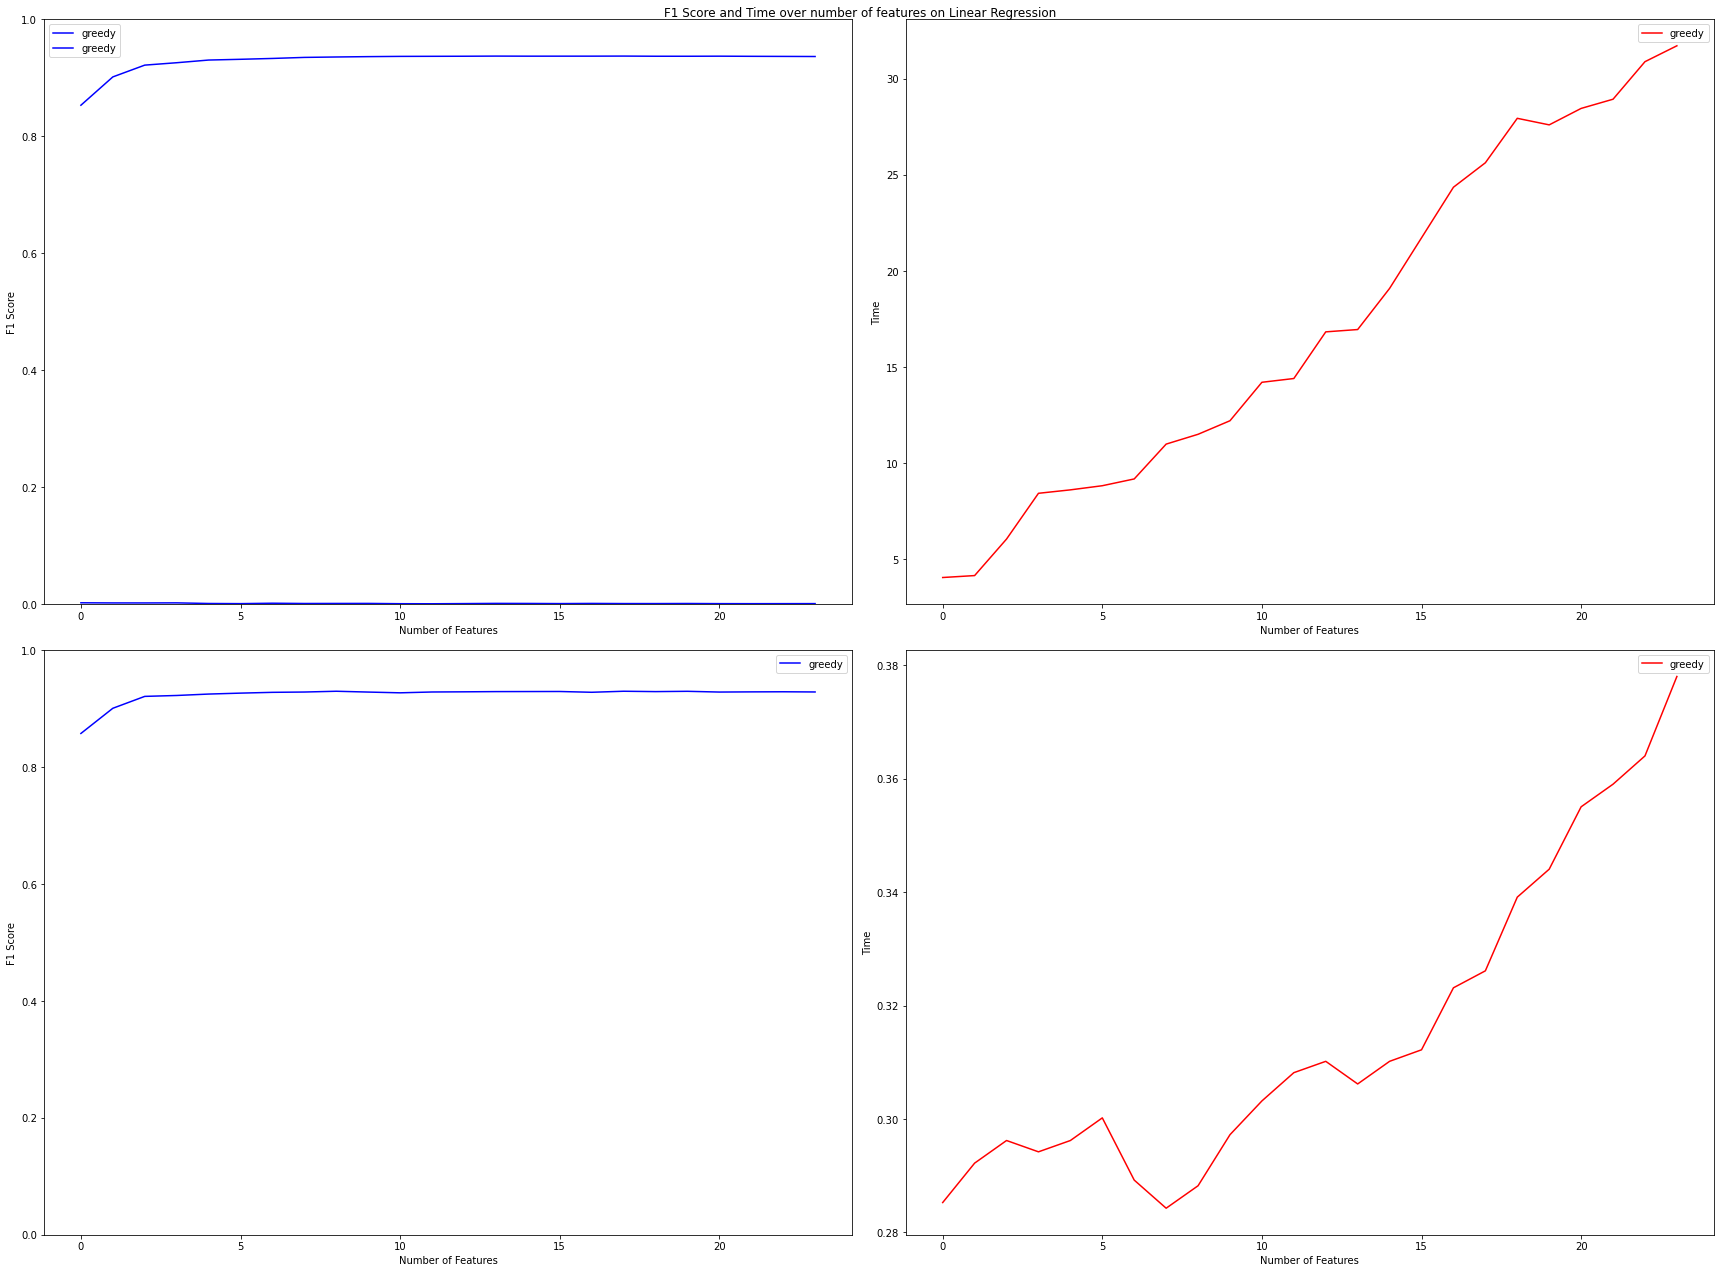 F1 Score and Time over number of features on Linear Regression
greedy
greedy
1.0
0.8
0.6
0.4
0.2
0.0
F1 Score
0 5 10 15 20
Number of Features
greedy
30
25
20
15
10
5
Time
0 5 10 15 20
Number of Features
greedy
1.0
0.8
0.6
0.4
0.2
0.0
F1 Score
0 5 10 15 20
Number of Features
greedy
0.38
0.36
0.34
0.32
0.30
0.28
Time
0 5 10 15 20
Number of Features